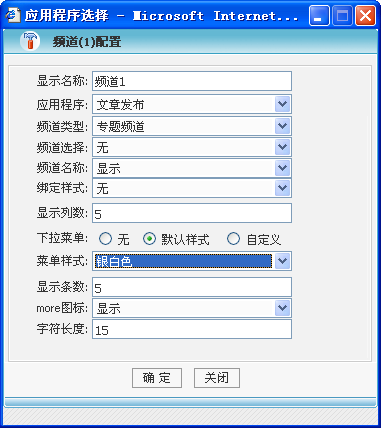 应用程序选择 - Microsoft Internet...
频道(1)配置
显示名称: 频道1
应用程序: 文章发布
频道类型: 专题频道
频道选择: 无
频道名称: 显示
绑定样式: 无
显示列数: 5
下拉菜单: 无 默认样式 自定义
菜单样式: 银白色
显示条数: 5
more图标: 显示
字符长度: 15
确 定 关闭